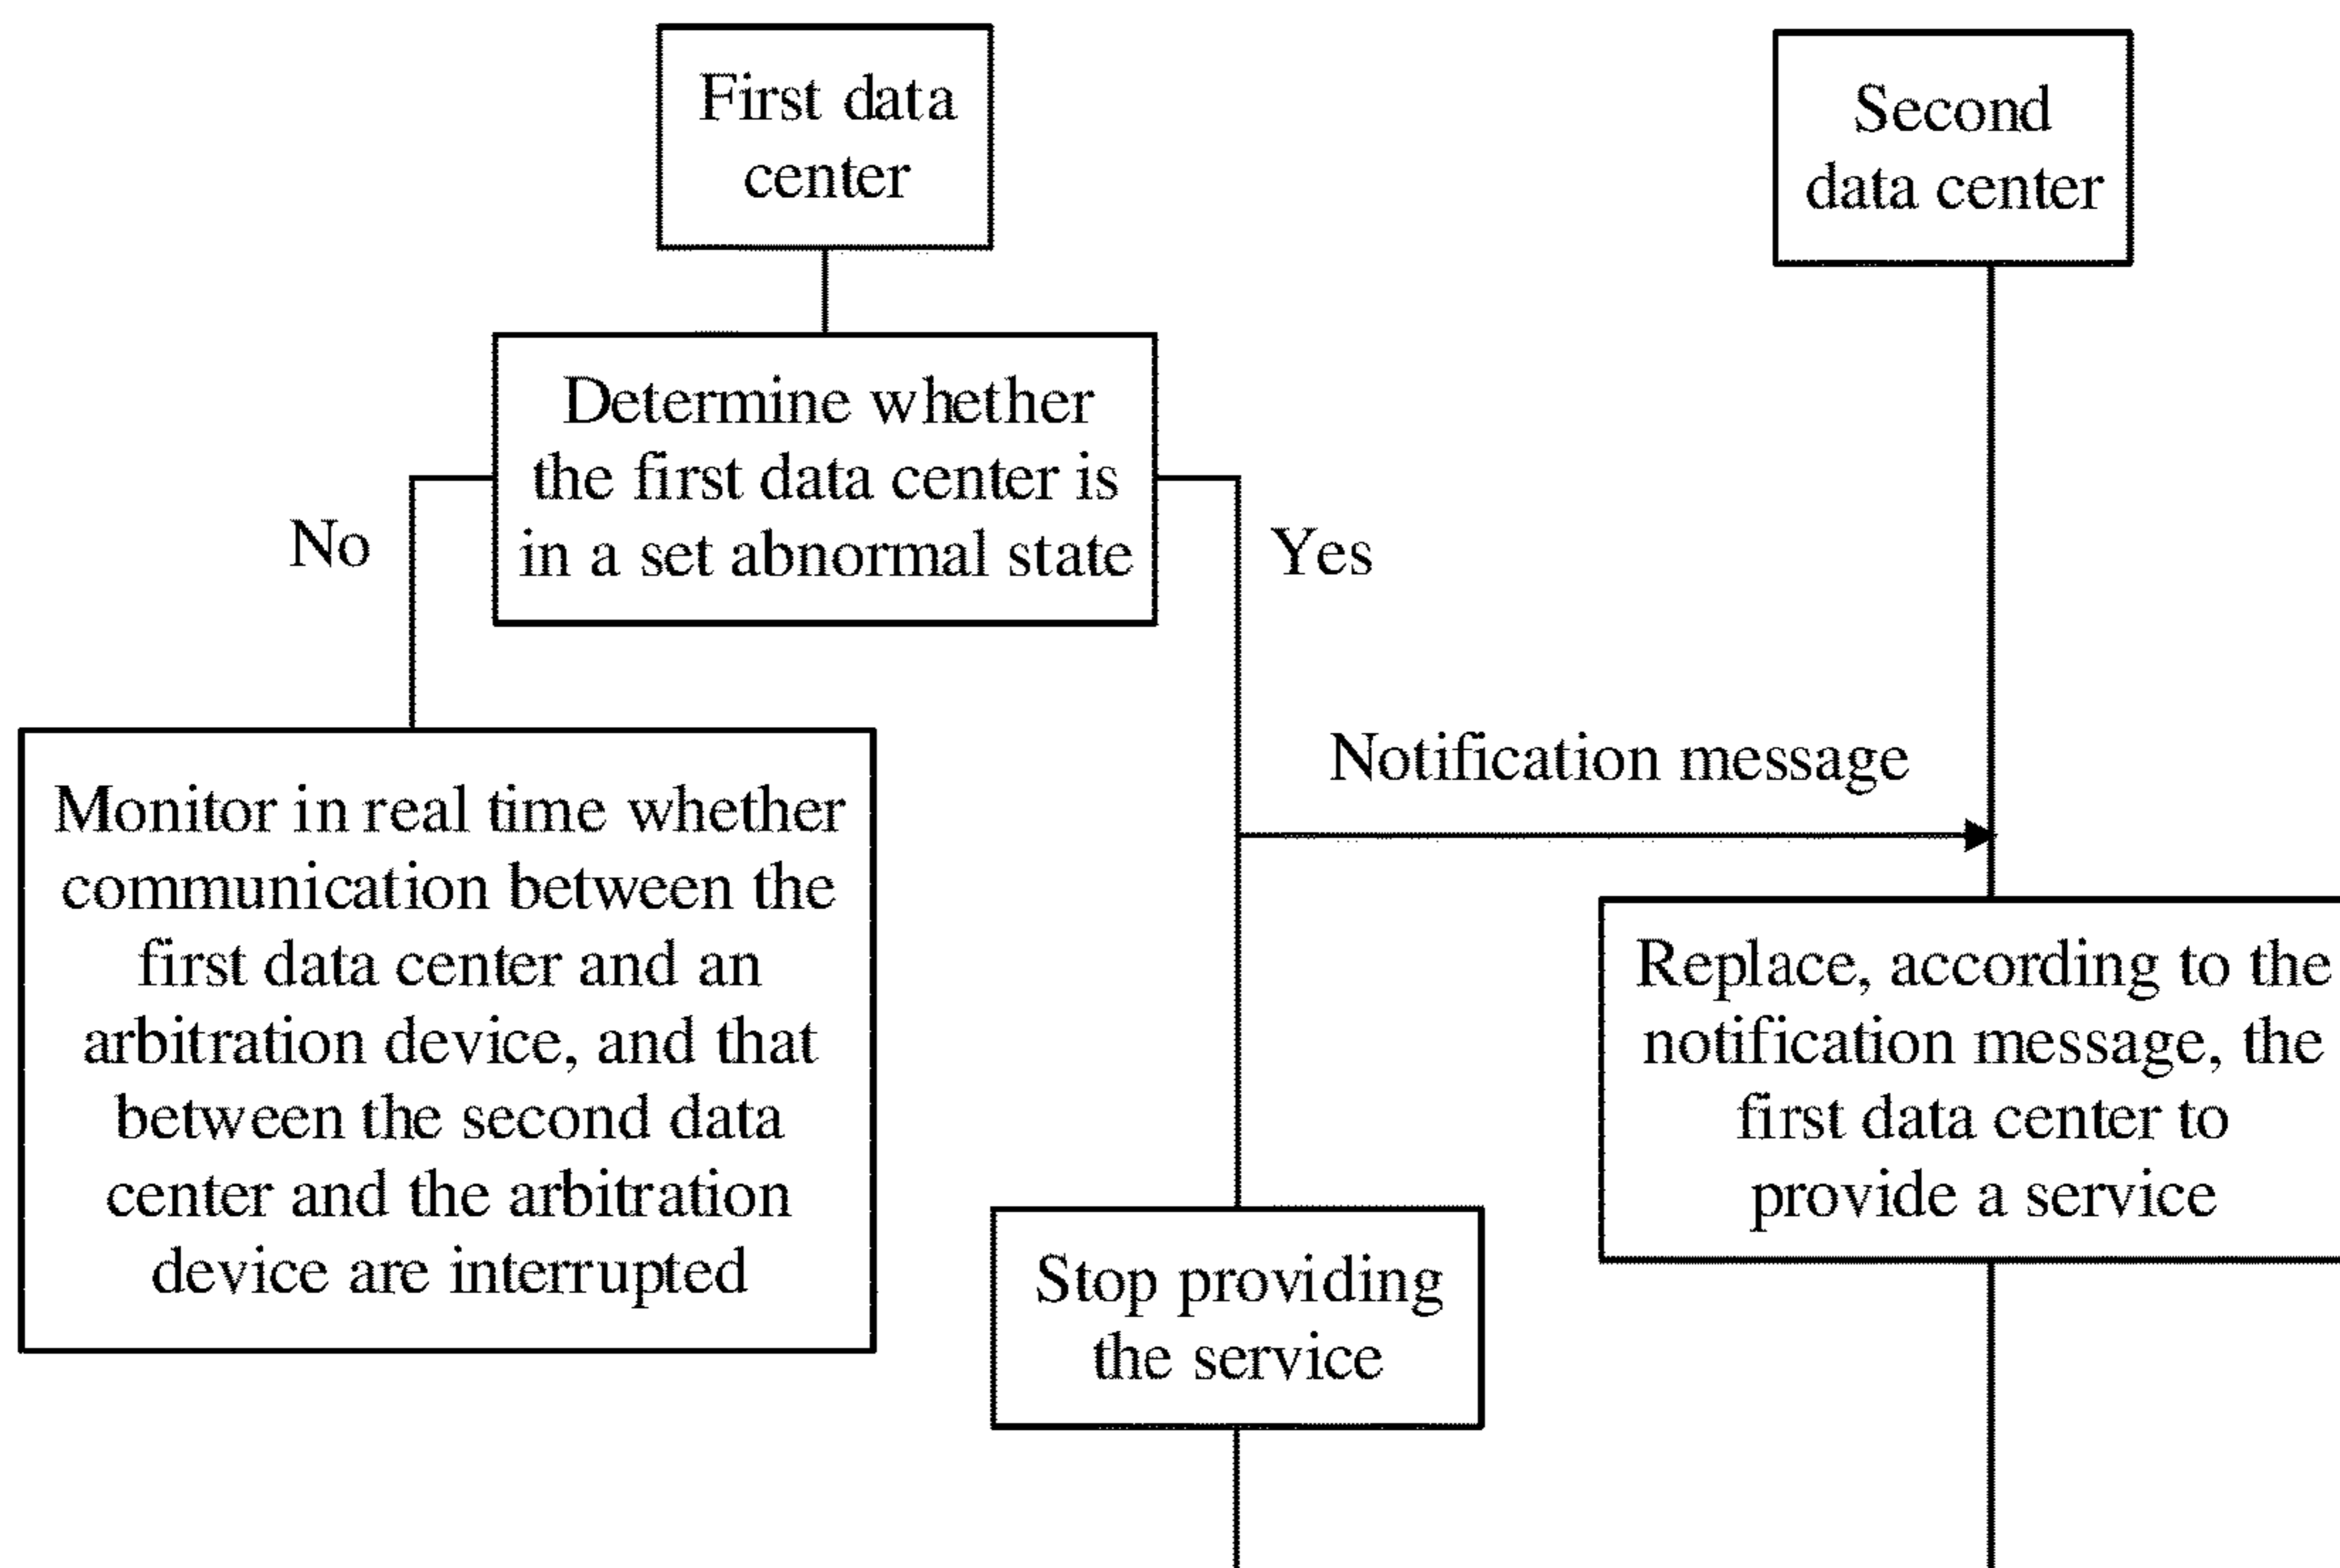 First data
center
Second
data center
Determine whether
the first data center is
in a set abnormal state
No
Yes
Notification message
Monitor in real time whether
communication between the
first data center and an
arbitration device, and that
between the second data
center and the arbitration
device are interrupted
Replace, according to the
notification message, the
first data center to
provide a service
Stop providing
the service